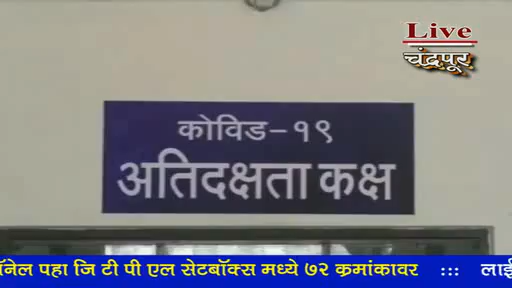 Live
चंद्रपूर
कोविड-१९
अतिदक्षता कक्ष
ॅनेल पहा जि टी पी एल सेटबॉक्स मध्ये ७२ क्रमांकावर ::: लाई